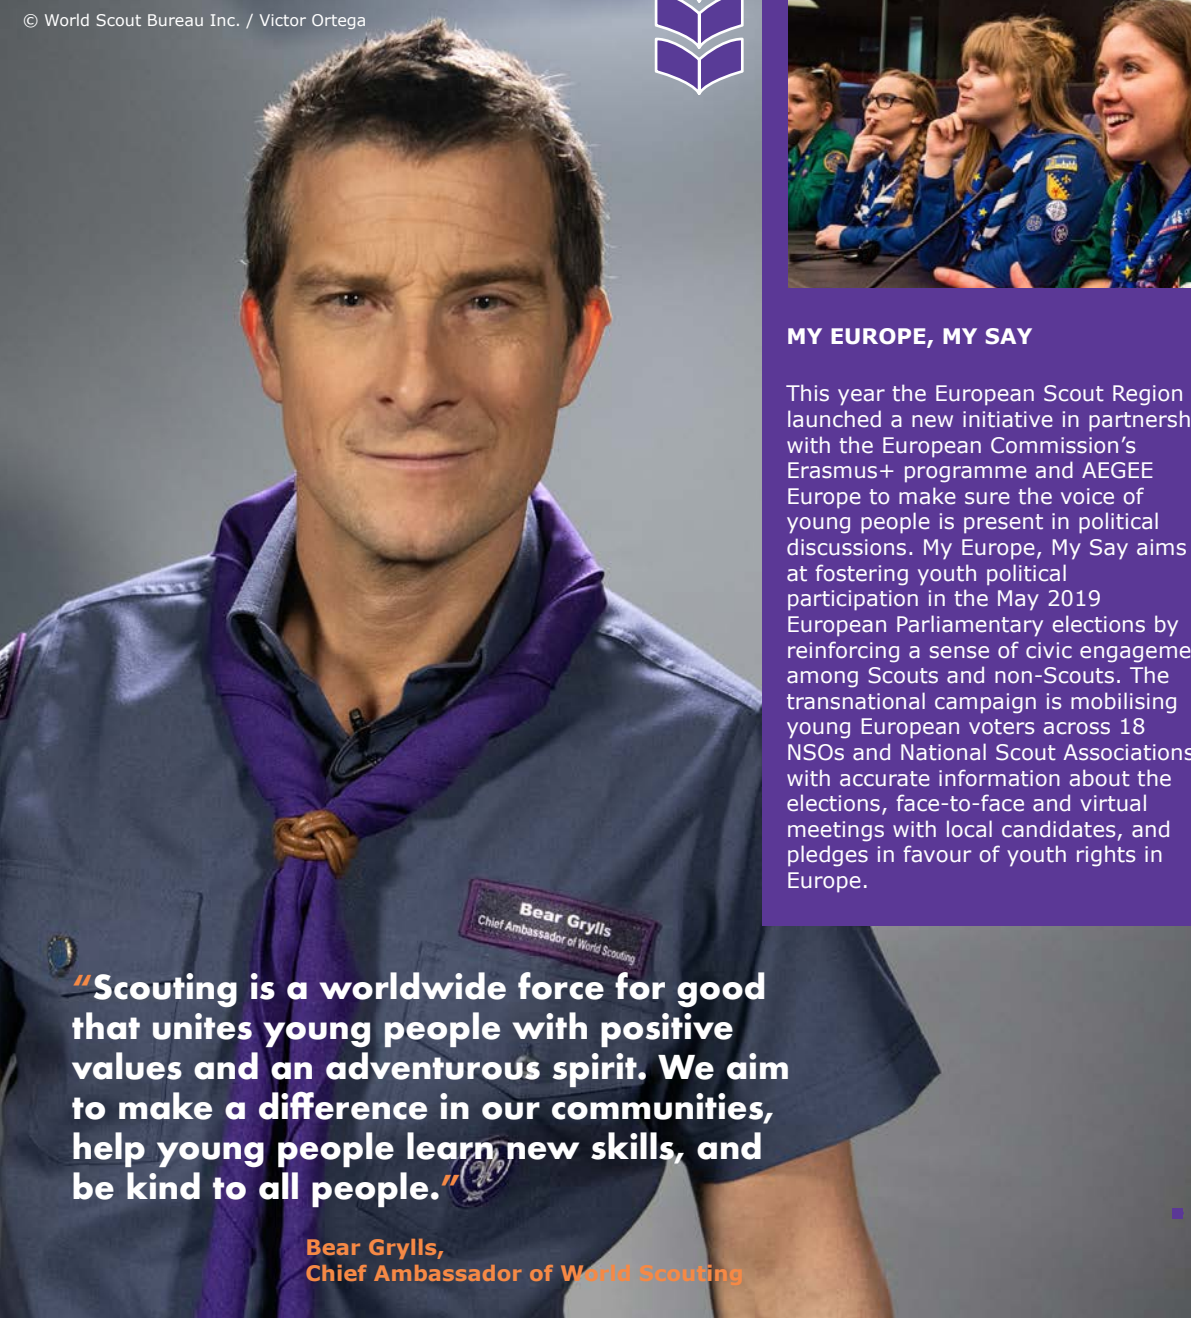 © World Scout Bureau Inc. / Victor Ortega
MY EUROPE, MY SAY
This year the European Scout Region
launched a new initiative in partnersh
with the European Commission’s
Erasmus+ programme and AEGEE
Europe to make sure the voice of
young people is present in political
discussions. My Europe, My Say aims
at fostering youth political
participation in the May 2019
European Parliamentary elections by
reinforcing a sense of civic engageme
among Scouts and non-Scouts. The
transnational campaign is mobilising
young European voters across 18
NSOs and National Scout Associations
with accurate information about the
elections, face-to-face and virtual
meetings with local candidates, and
pledges in favour of youth rights in
Europe.
Bear Grylls
Chief Ambassador of World Scouting
“Scouting is a worldwide force for good
that unites young people with positive
values and an adventurous spirit. We aim
to make a difference in our communities,
help young people learn new skills, and
be kind to all people.”
Bear Grylls,
Chief Ambassador of World Scouting